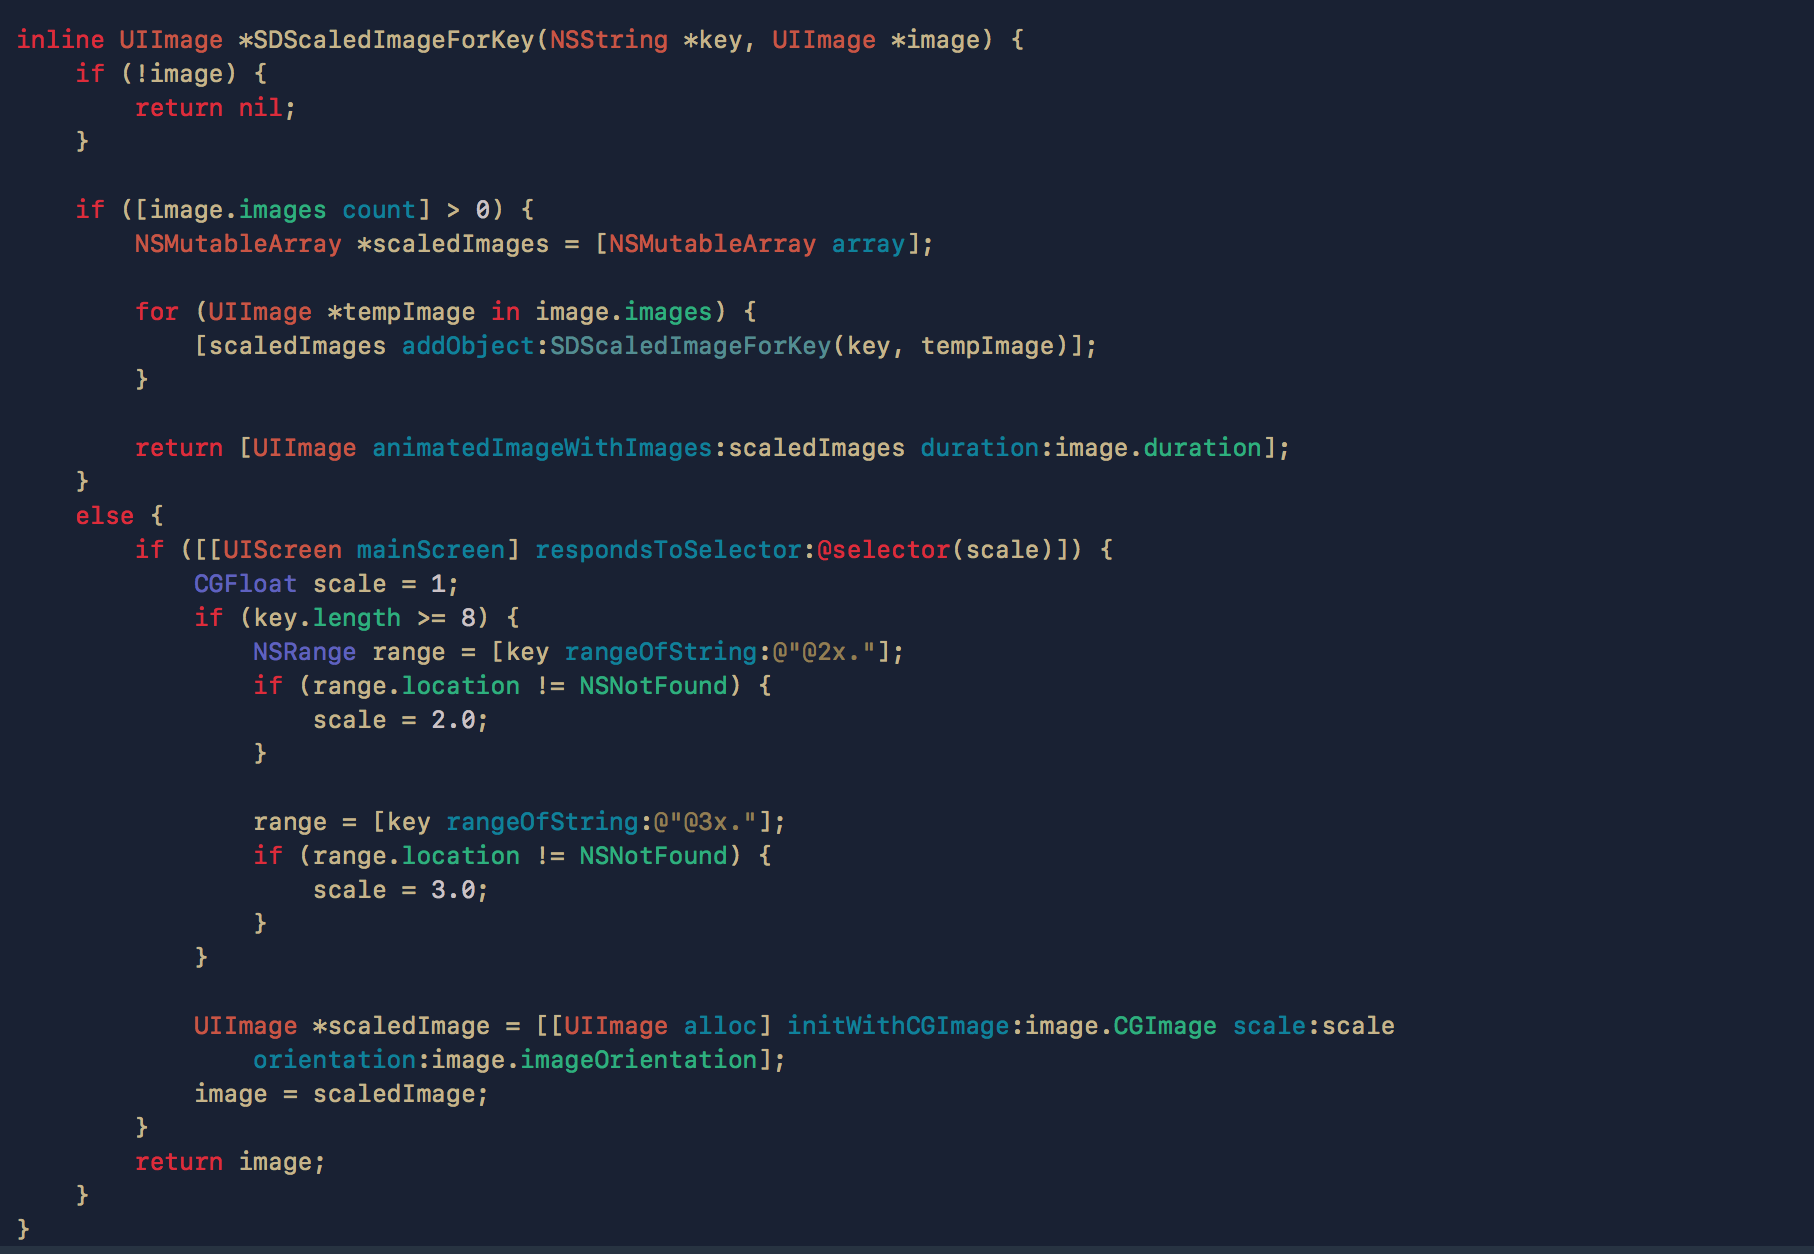 inline UIImage *SDScaledImageForKey(NSString *key, UIImage *image) {
    if (!image) {
        return nil;
    }

    if ([image.images count] > 0) {
        NSMutableArray *scaledImages = [NSMutableArray array];

        for (UIImage *tempImage in image.images) {
            [scaledImages addObject:SDScaledImageForKey(key, tempImage)];
        }

        return [UIImage animatedImageWithImages:scaledImages duration:image.duration];
    }
    else {
        if ([[UIScreen mainScreen] respondsToSelector:@selector(scale)]) {
            CGFloat scale = 1;
            if (key.length >= 8) {
                NSRange range = [key rangeOfString:@"@2x."];
                if (range.location != NSNotFound) {
                    scale = 2.0;
                }

                range = [key rangeOfString:@"@3x."];
                if (range.location != NSNotFound) {
                    scale = 3.0;
                }
            }

            UIImage *scaledImage = [[UIImage alloc] initWithCGImage:image.CGImage scale:scale
                orientation:image.imageOrientation];
            image = scaledImage;
        }
        return image;
    }
}